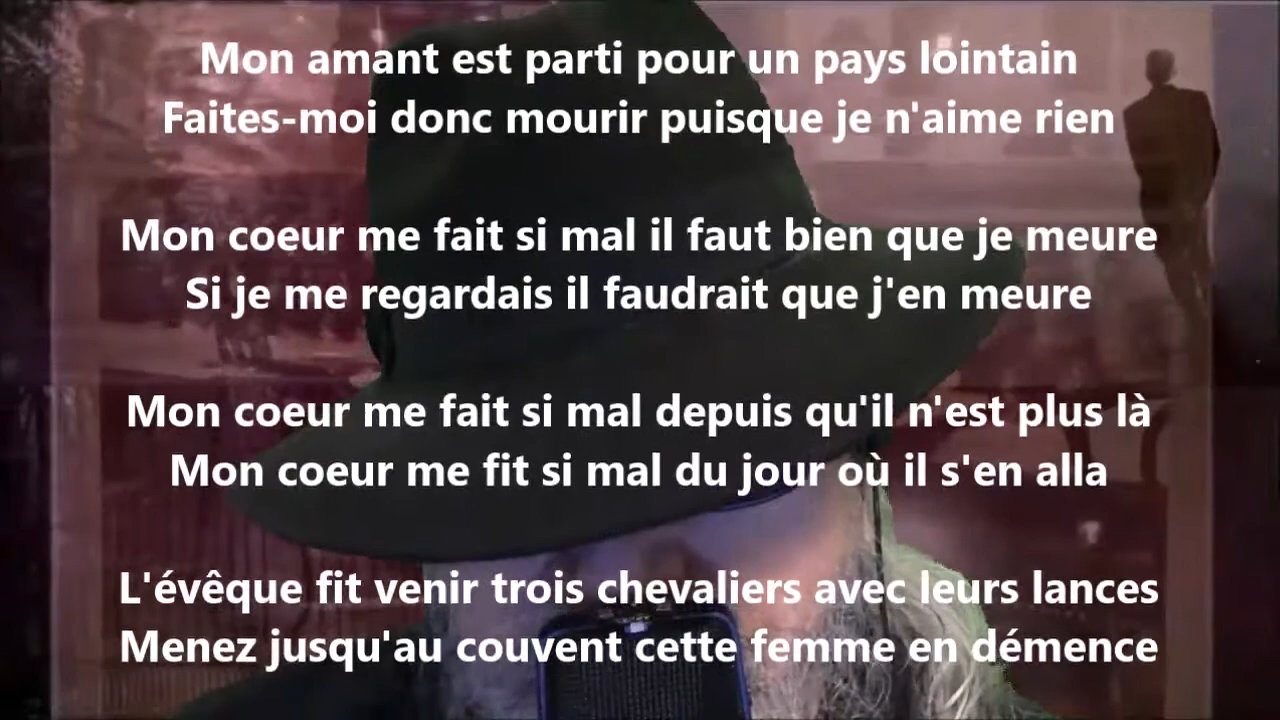 Mon amant est parti pour un pays lointain
Faites-moi donc mourir puisque je n'aime rien
Mon coeur me fait si mal il faut bien que je meure
Si je me regardais il faudrait que j'en meure
Mon coeur me fait si mal depuis qu'il n'est plus là
Mon coeur me fit si mal du jour où il s'en alla
L'évêque fit venir trois chevaliers avec leurs lances
Menez jusqu'au couvent cette femme en démence